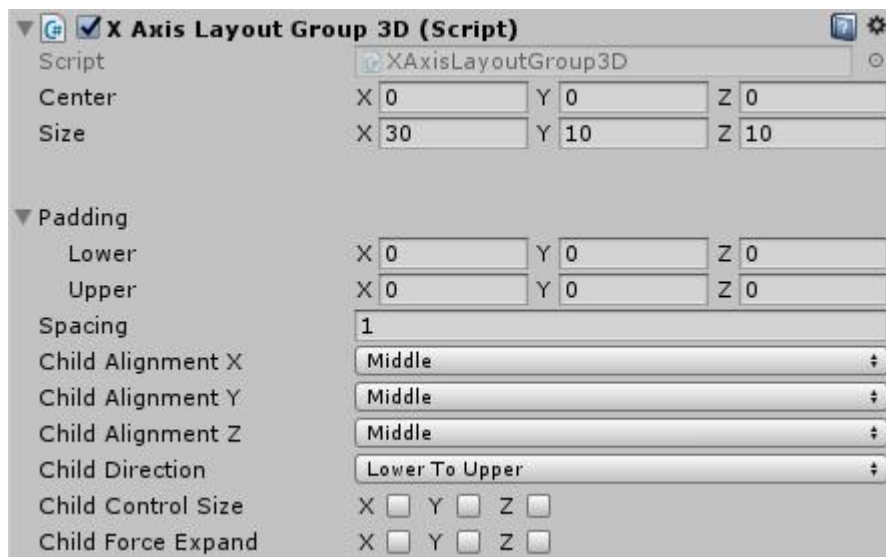 X Axis Layout Group 3D (Script)
Script XAxisLayoutGroup3D
Center X 0 Y 0 Z 0
Size X 30 Y 10 Z 10
Padding
Lower X 0 Y 0 Z 0
Upper X 0 Y 0 Z 0
Spacing 1
Child Alignment X Middle
Child Alignment Y Middle
Child Alignment Z Middle
Child Direction Lower To Upper
Child Control Size X Y Z
Child Force Expand X Y Z